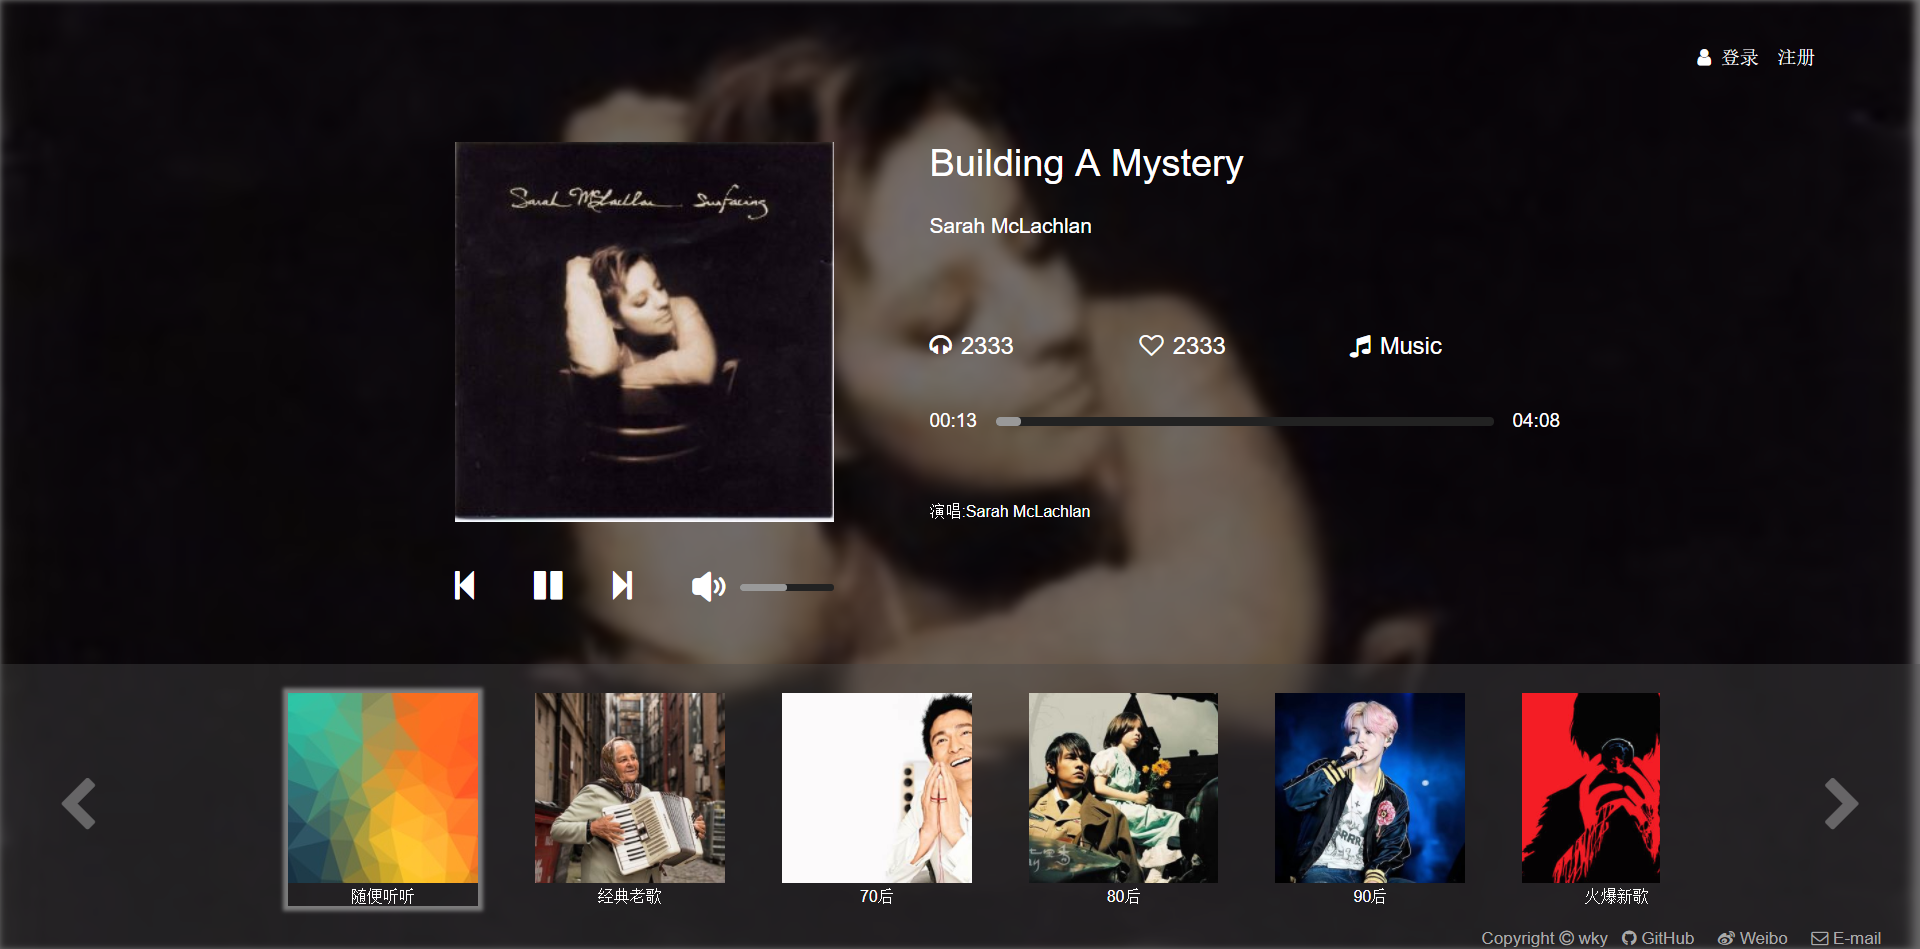 登录 注册
Sarah McLachlan Surfacing
Building A Mystery
Sarah McLachlan
2333 2333 Music
00:13 04:08
演唱:Sarah McLachlan
随便听听 经典老歌 70后 80后 90后 火爆新歌
Copyright © wky GitHub Weibo E-mail